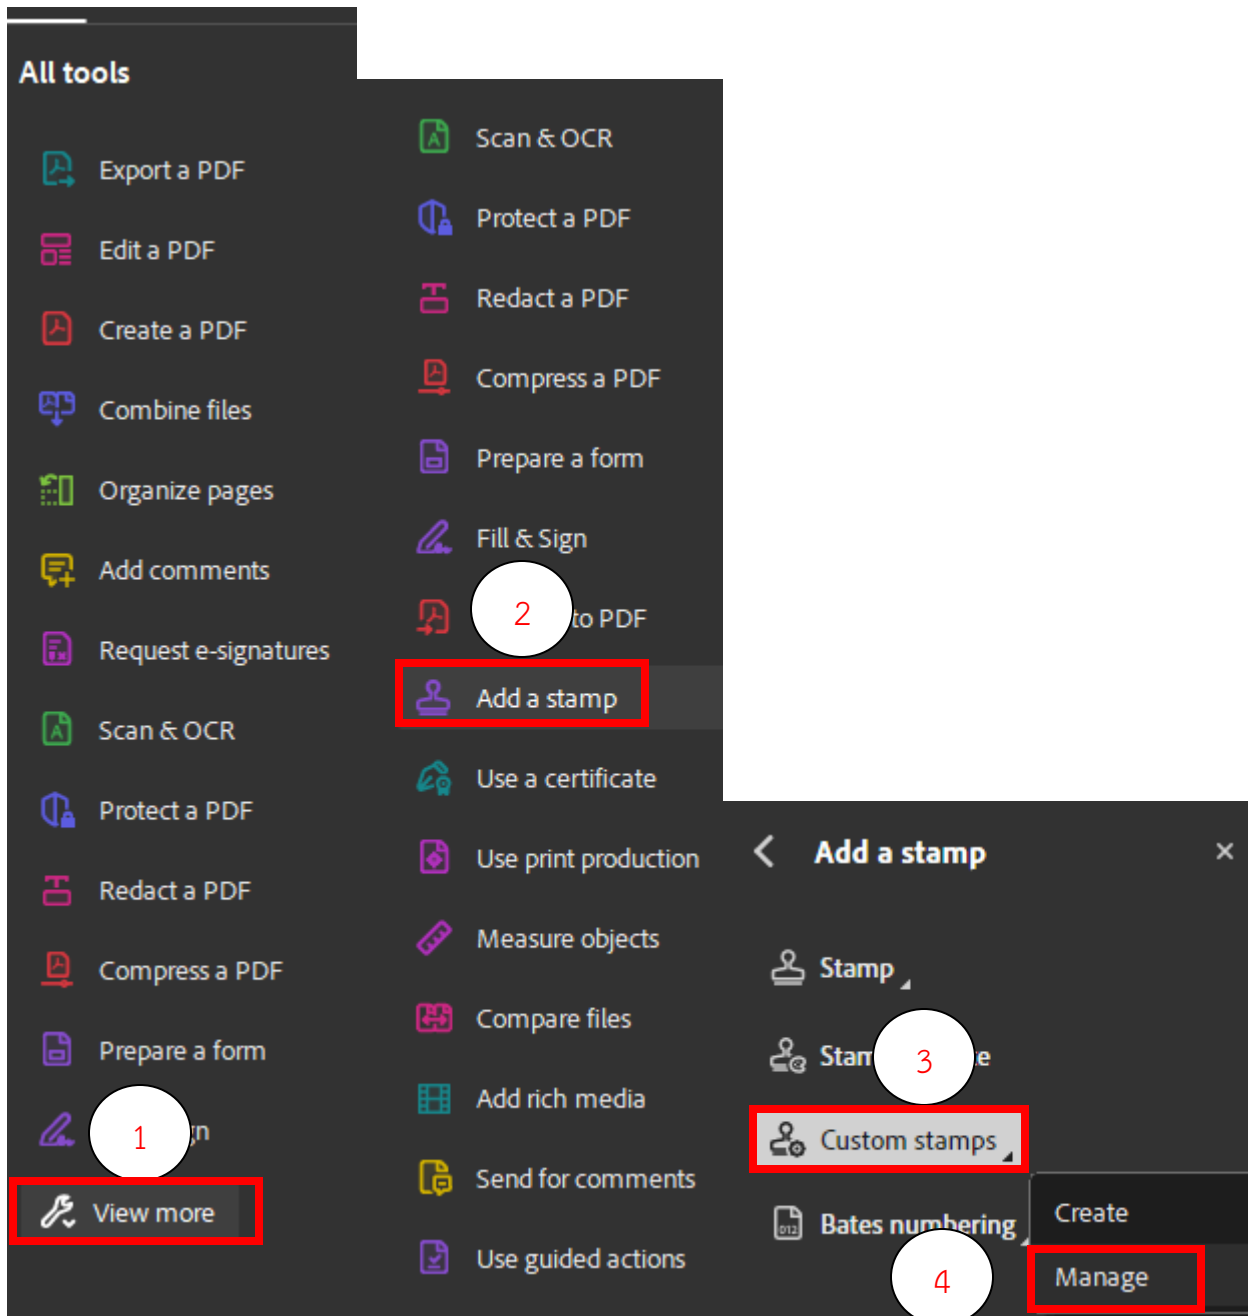 All tools
Export a PDF
Edit a PDF
Create a PDF
Combine files
Organize pages
Add comments
Request e-signatures
Scan & OCR
Protect a PDF
Redact a PDF
Compress a PDF
Prepare a form
1
View more
Scan & OCR
Protect a PDF
Redact a PDF
Compress a PDF
Prepare a form
Fill & Sign
2 to PDF
Add a stamp
Use a certificate
Use print production
Measure objects
Compare files
Add rich media
Send for comments
Use guided actions
Add a stamp
Stamp
3
Custom stamps
Bates numbering
Create
4
Manage